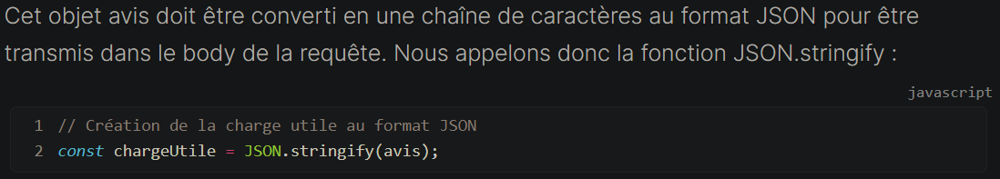 Cet objet avis doit être converti en une chaîne de caractères au format JSON pour être
transmis dans le body de la requête. Nous appelons donc la fonction JSON.stringify :
javascript
1 // Création de la charge utile au format JSON
2 const chargeUtile = JSON.stringify(avis);